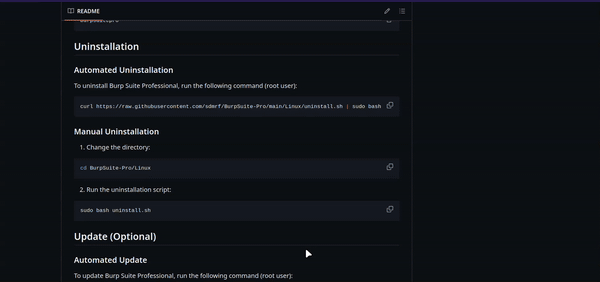 README
Uninstallation
Automated Uninstallation
To uninstall Burp Suite Professional, run the following command (root user):
curl https://raw.githubusercontent.com/sderf/BurpSuite-Pro/main/Linux/uninstall.sh | sudo bash
Manual Uninstallation
1. Change the directory:
cd BurpSuite-Pro/Linux
2. Run the uninstallation script:
sudo bash uninstall.sh
Update (Optional)
Automated Update
To update Burp Suite Professional, run the following command (root user):